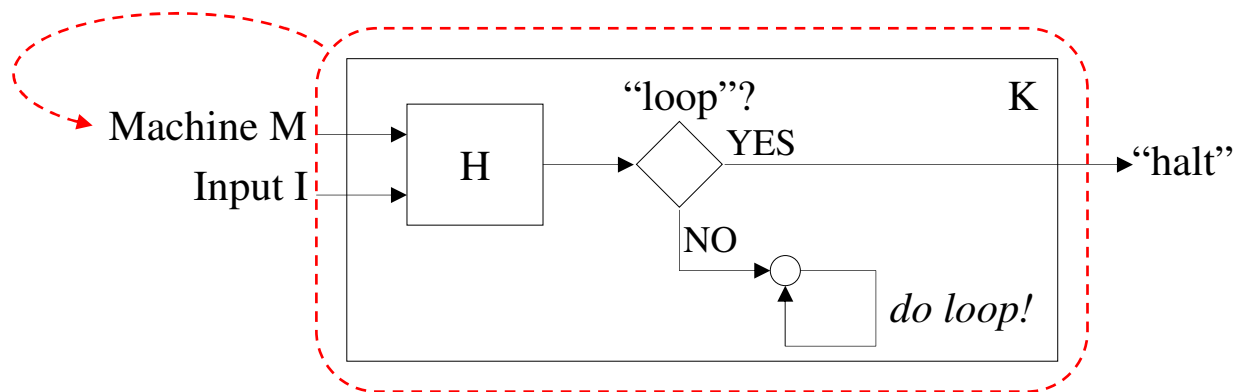 “loop”?
K
Machine M
YES
“halt”
H
Input I
NO
do loop!